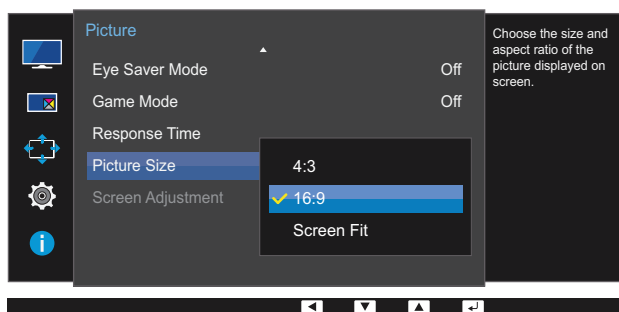 Picture
Eye Saver Mode Off
Game Mode Off
Response Time
Picture Size
4:3
Screen Adjustment
16:9
Screen Fit
Choose the size and
aspect ratio of the
picture displayed on
screen.